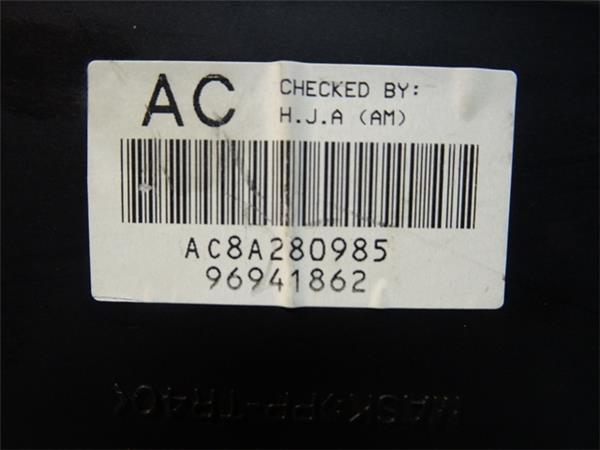 AC
CHECKED BY:
H.J.A (AM)
AC8A280985
96941862